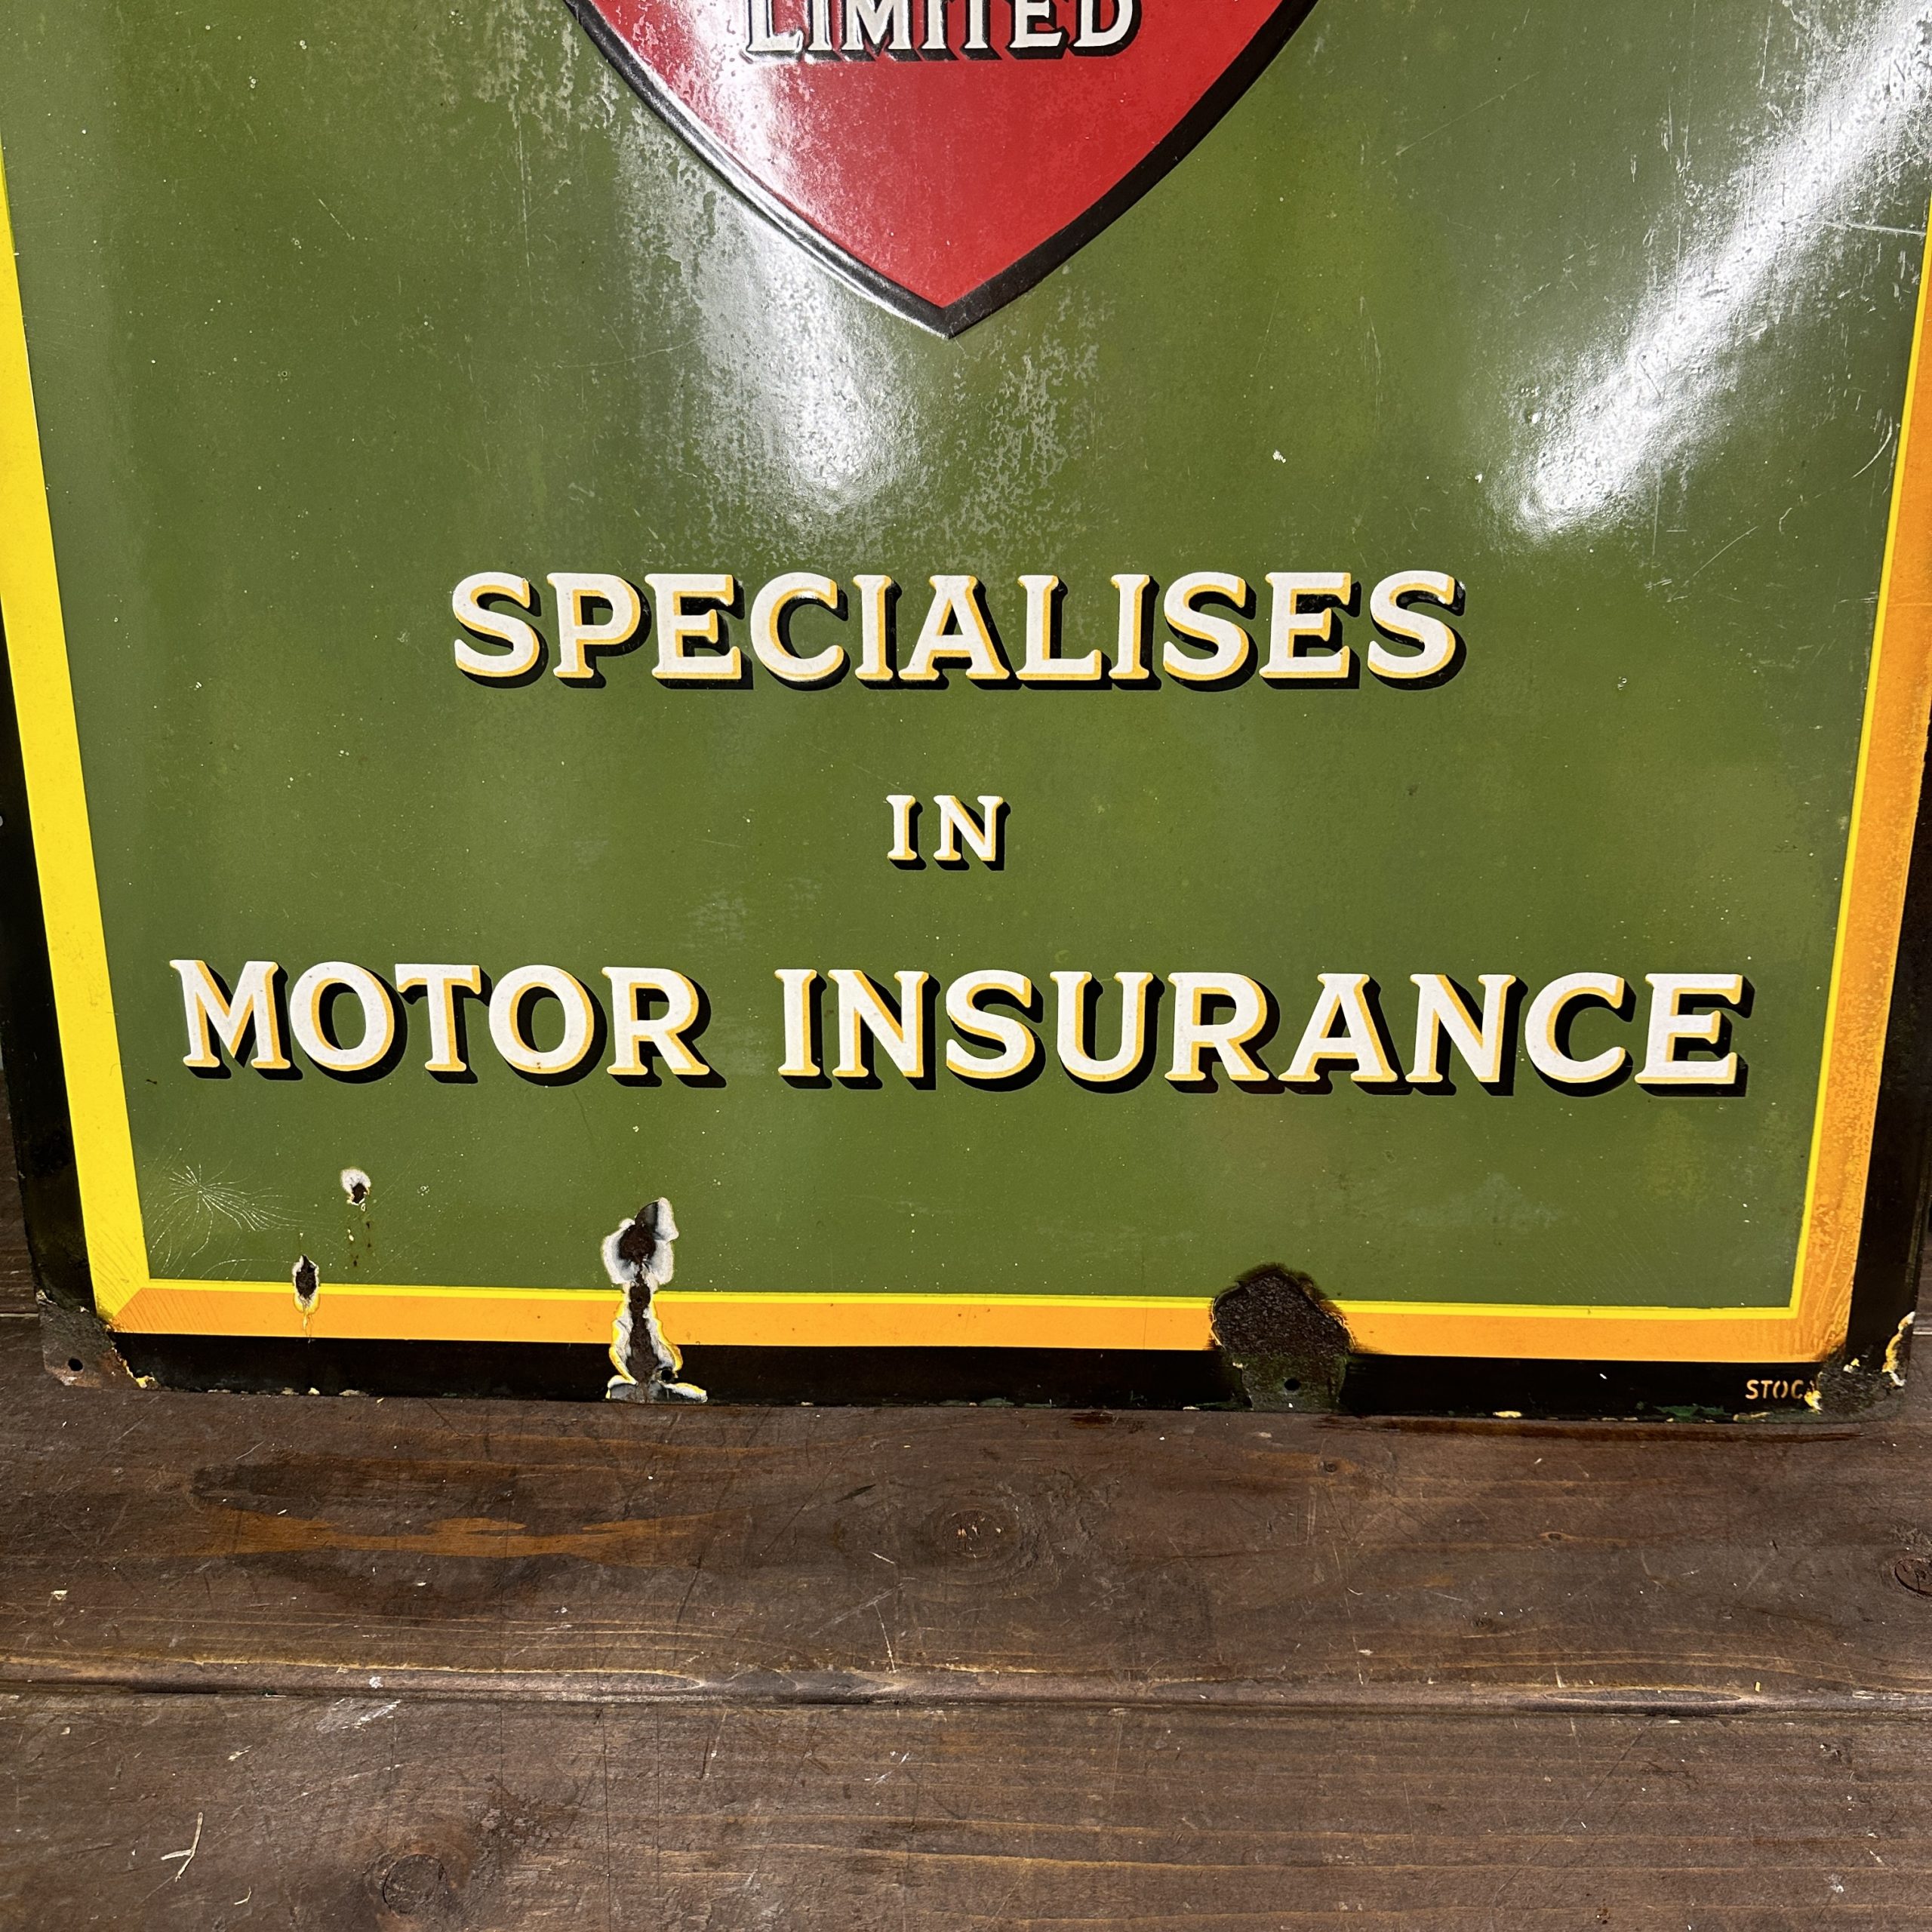 LIMITED
SPECIALISES
IN
MOTOR INSURANCE